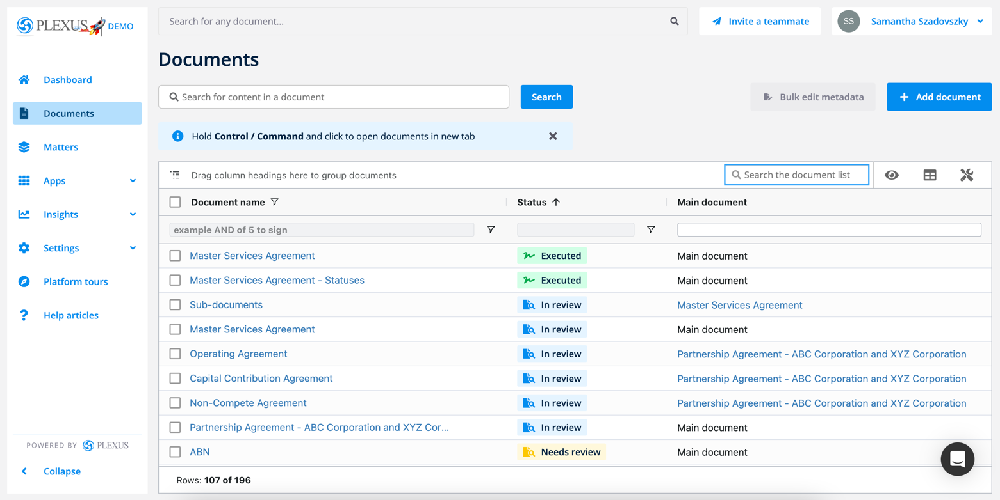 PLEXUS DEMO
Search for any document...
Invite a teammate
SS
Samantha Szadovszky
Dashboard
Documents
Matters
Apps
Insights
Settings
Platform tours
Help articles
POWERED BY PLEXUS
Collapse
Documents
Search for content in a document
Search
Bulk edit metadata
+ Add document
Hold Control / Command and click to open documents in new tab
Drag column headings here to group documents
Search the document list
Document name Status Main document
example AND of 5 to sign
Master Services Agreement Executed Main document
Master Services Agreement - Statuses Executed Main document
Sub-documents In review Master Services Agreement
Master Services Agreement In review Main document
Operating Agreement In review Partnership Agreement - ABC Corporation and XYZ Corporation
Capital Contribution Agreement In review Partnership Agreement - ABC Corporation and XYZ Corporation
Non-Compete Agreement In review Partnership Agreement - ABC Corporation and XYZ Corporation
Partnership Agreement - ABC Corporation and XYZ Cor... In review Main document
ABN Needs review Main document
Rows: 107 of 196